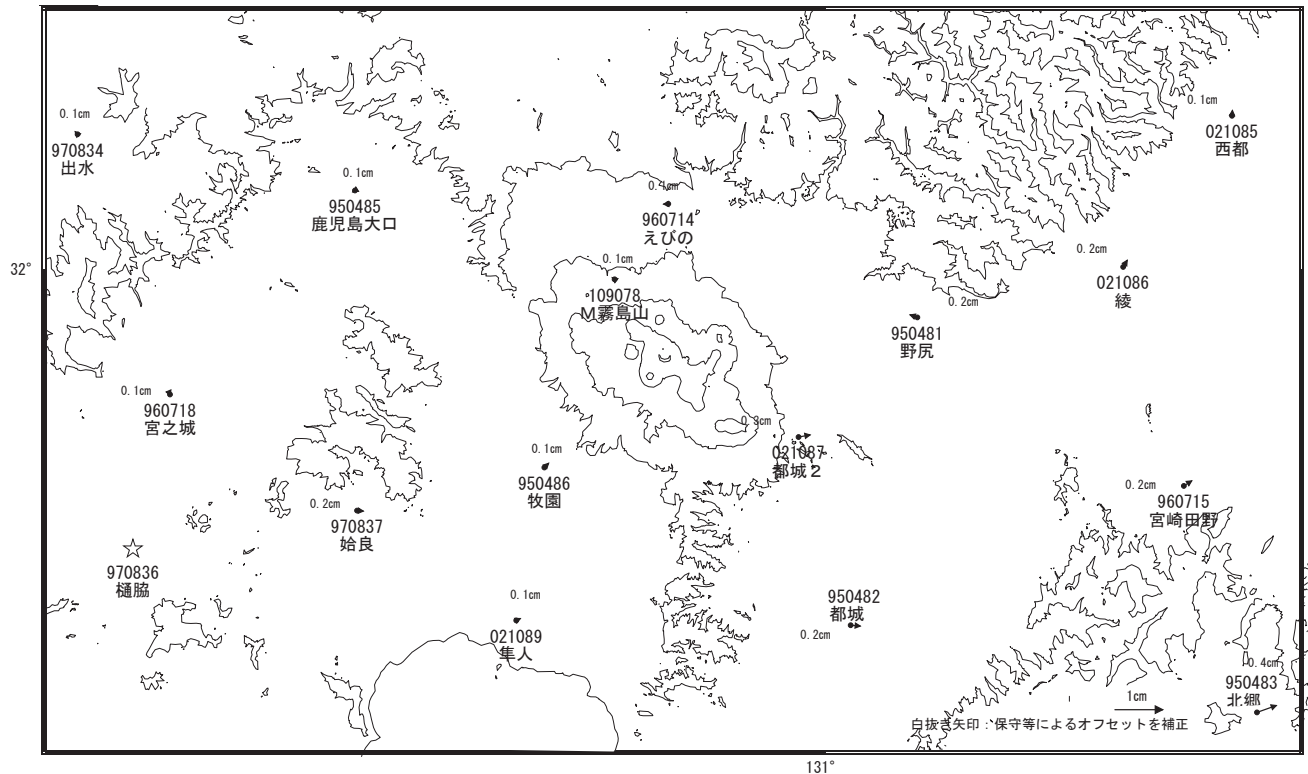 0.1cm
970834
出水
0.1cm
950485
鹿児島大口
0.1cm
960714
えびの
0.1cm
021085
西都
32°
0.1cm
109078
M霧島山
0.2cm
021086
綾
0.2cm
950481
野尻
0.1cm
960718
宮之城
0.3cm
021087
都城２
0.1cm
950486
牧園
0.2cm
970837
姶良
0.2cm
960715
宮崎田野
970836
樋脇
0.1cm
021089
隼人
950482
都城
0.2cm
0.4cm
950483
北郷
1cm
白抜き矢印：保守等によるオフセットを補正
131°